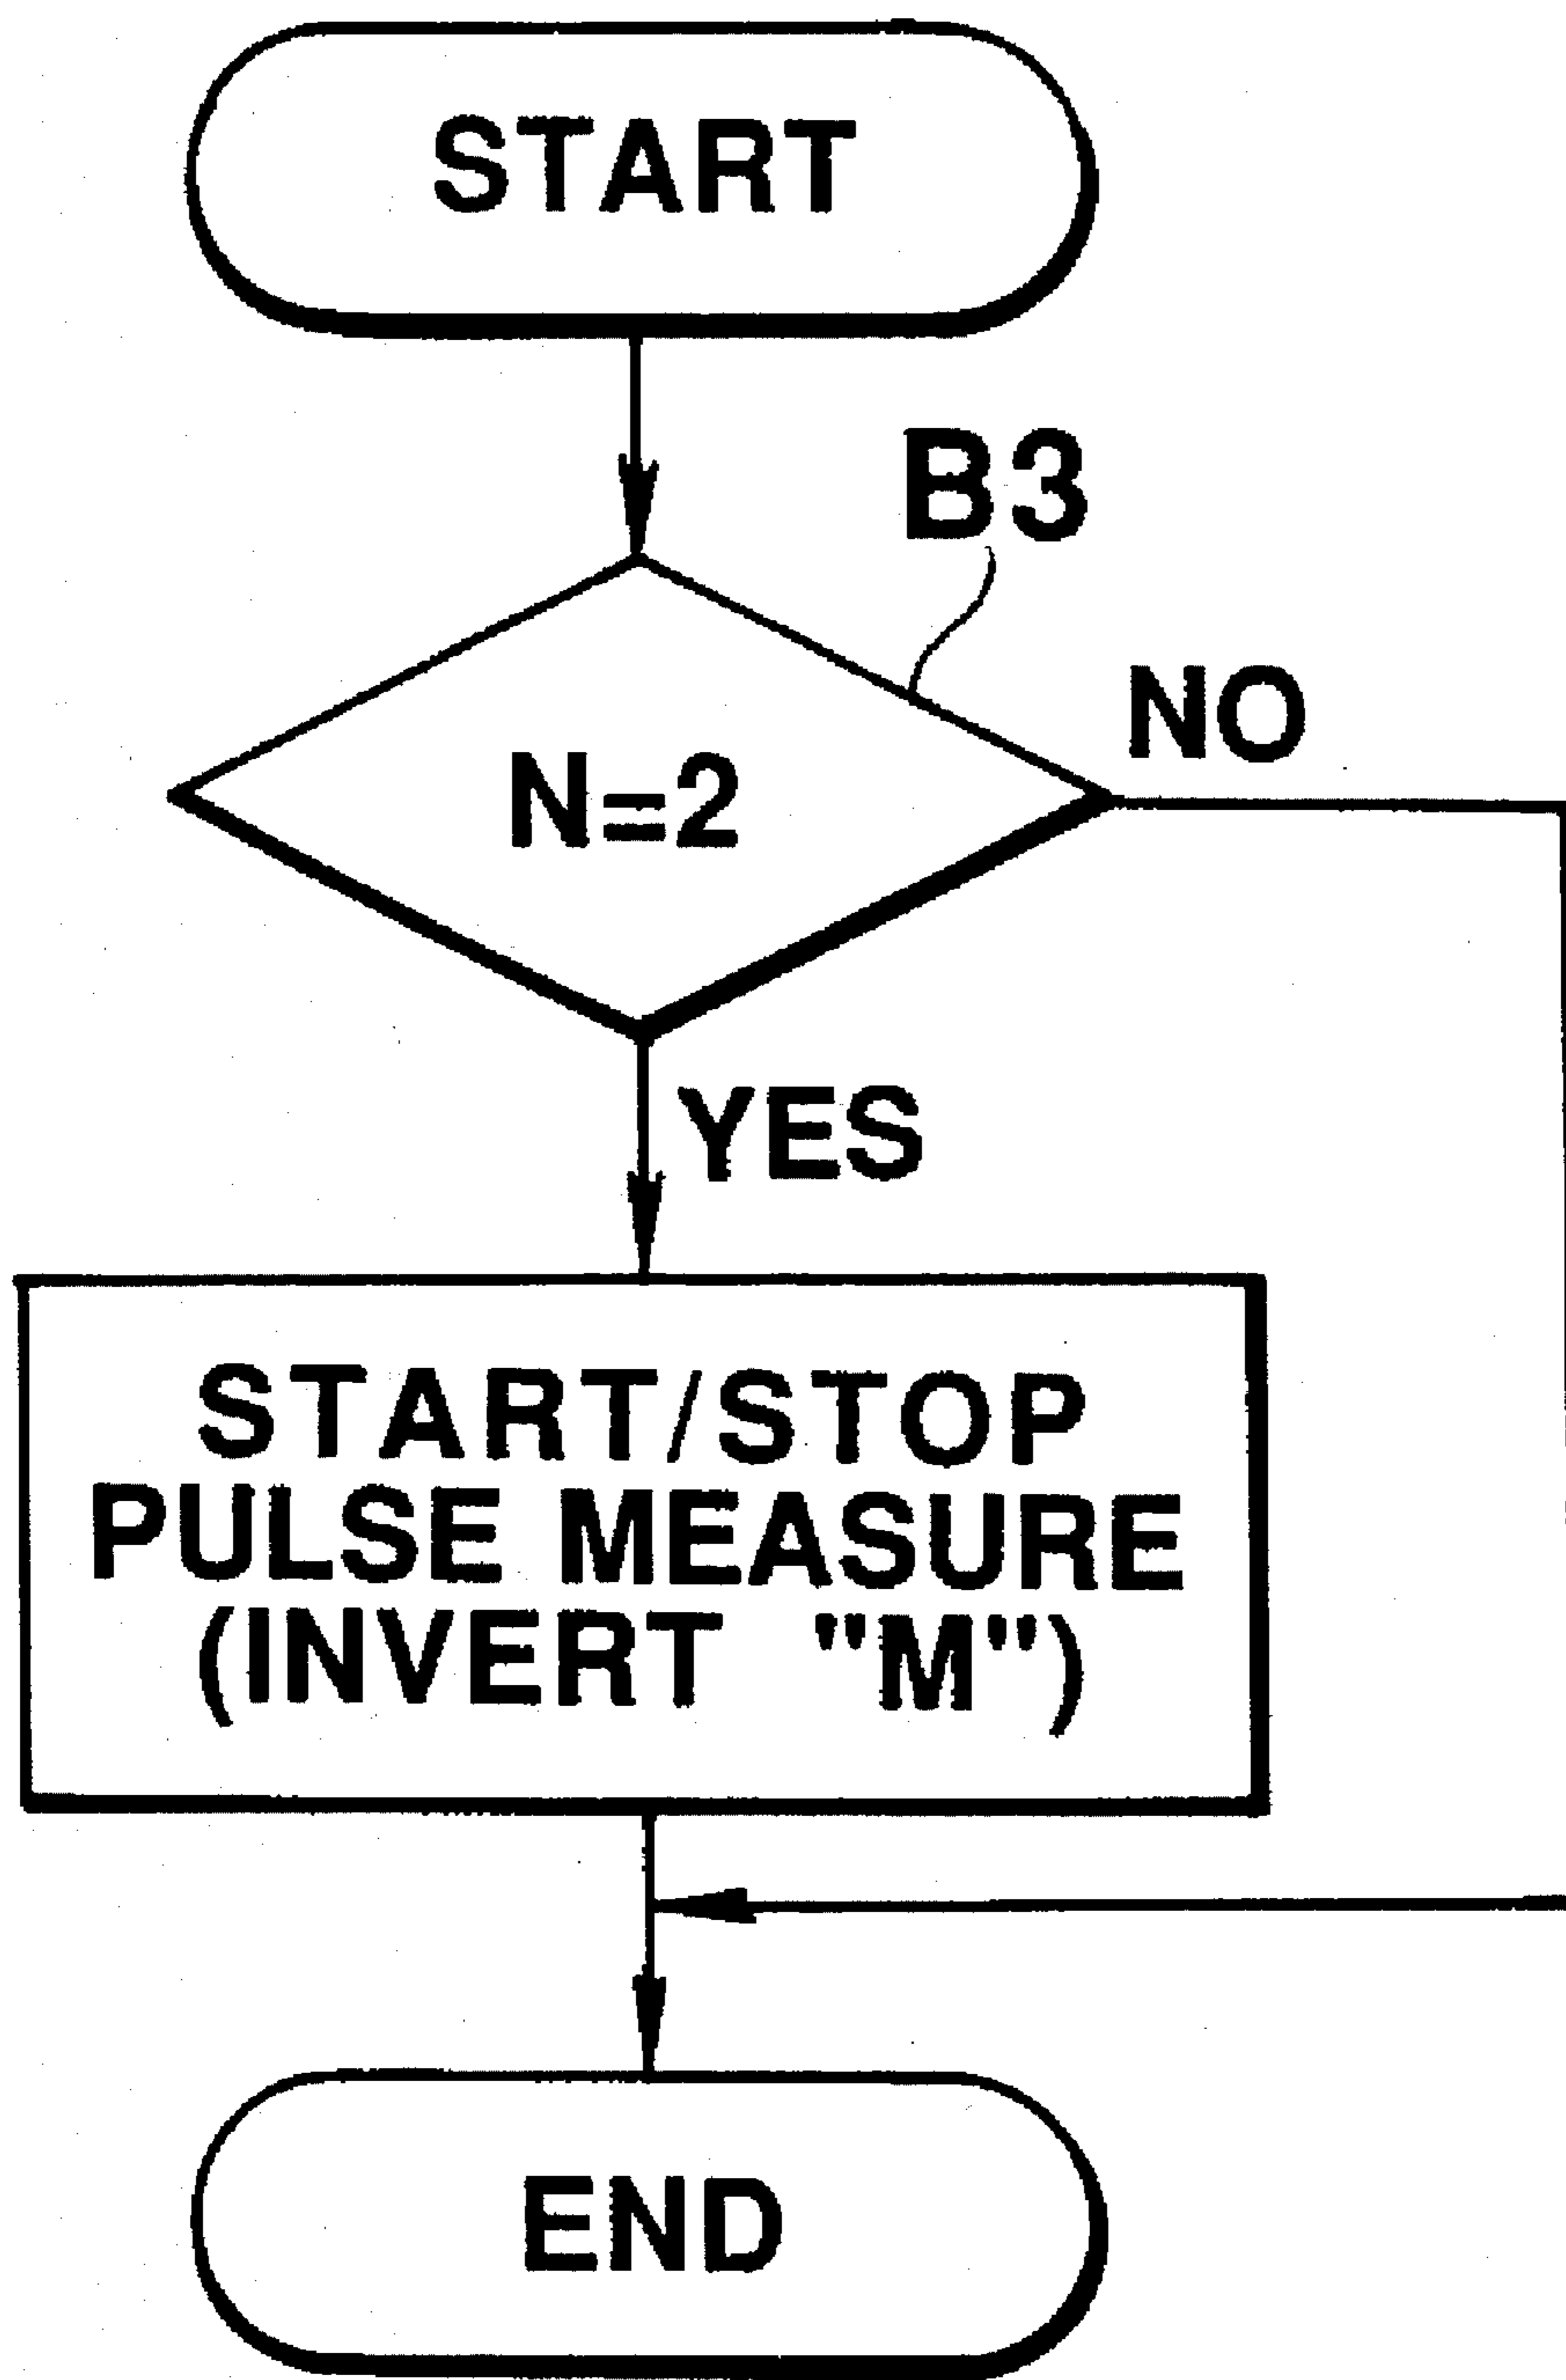 START
B3
N=2
NO
YES
START/STOP
PULSE MEASURE
(INVERT "M")
END